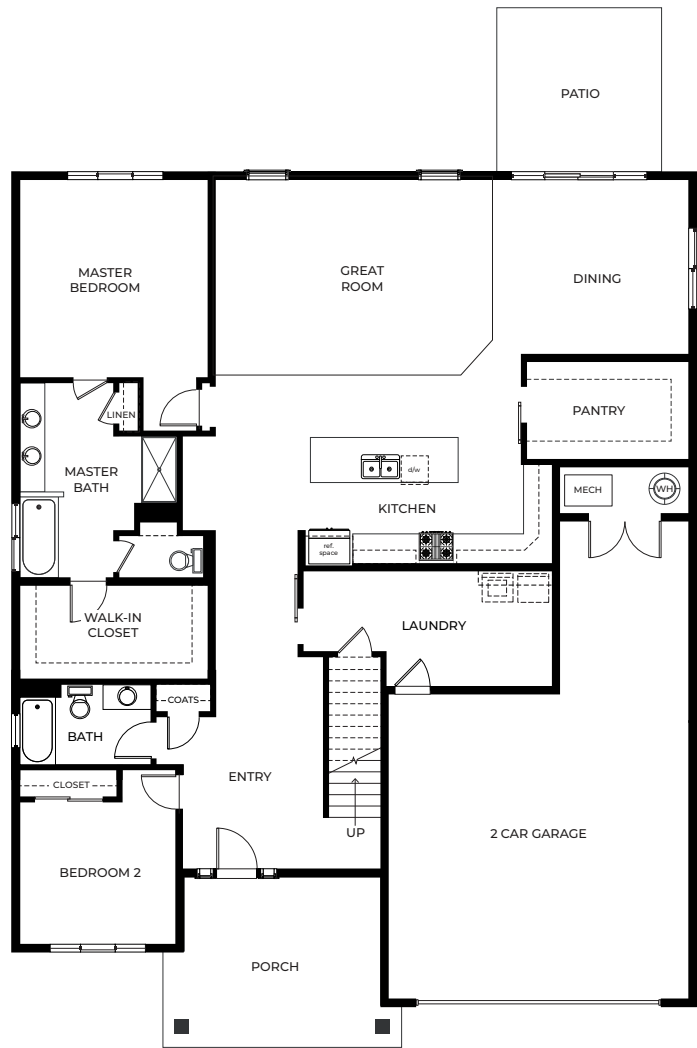 PATIO
MASTER
BEDROOM
GREAT
ROOM
DINING
LINEN
PANTRY
MASTER
BATH
d/w
MECH
WH
KITCHEN
ref.
space
WALK-IN
CLOSET
LAUNDRY
COATS
BATH
ENTRY
CLOSET
UP
2 CAR GARAGE
BEDROOM 2
PORCH